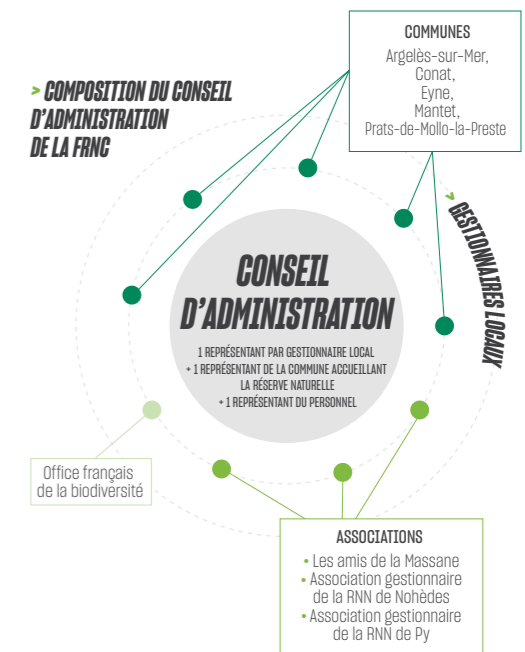 > COMPOSITION DU CONSEIL
D'ADMINISTRATION
DE LA FRNC
COMMUNES
Argelès-sur-Mer,
Conat,
Eyne,
Mantet,
Prats-de-Mollo-la-Preste
> GESTIONNAIRES LOCAUX
CONSEIL
D'ADMINISTRATION
1 REPRÉSENTANT PAR GESTIONNAIRE LOCAL
+ 1 REPRÉSENTANT DE LA COMMUNE ACCUEILLANT
LA RÉSERVE NATURELLE
+ 1 REPRÉSENTANT DU PERSONNEL
Office français
de la biodiversité
ASSOCIATIONS
• Les amis de la Massane
• Association gestionnaire
de la RNN de Nohèdes
• Association gestionnaire
de la RNN de Py